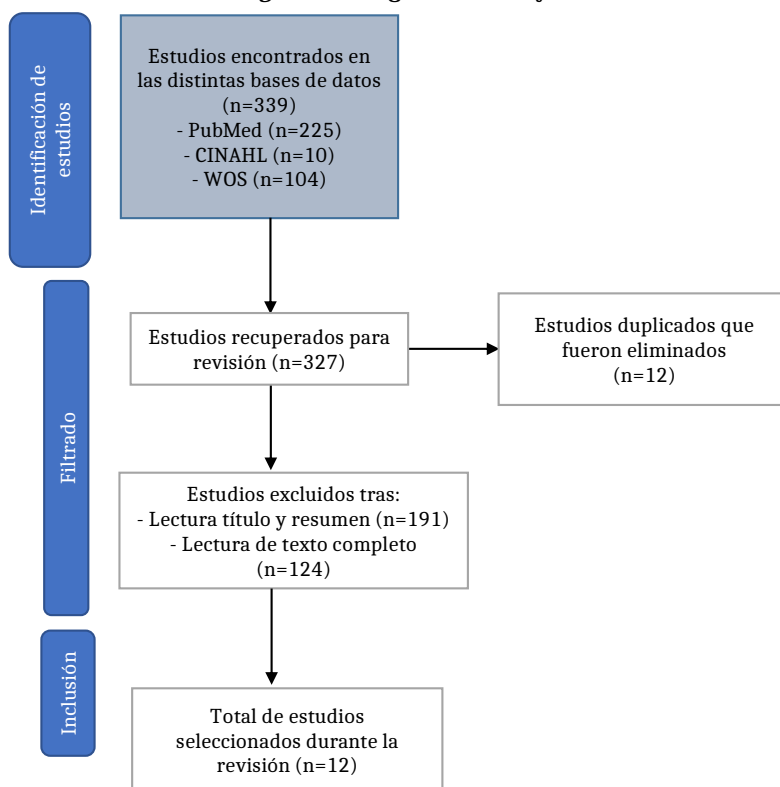 Identificación de
estudios
Estudios encontrados en
las distintas bases de datos
(n=339)
- PubMed (n=225)
- CINAHL (n=10)
- WOS (n=104)
Filtrado
Estudios recuperados para
revisión (n=327)
Estudios duplicados que
fueron eliminados
(n=12)
Estudios excluidos tras:
- Lectura título y resumen (n=191)
- Lectura de texto completo
(n=124)
Inclusión
Total de estudios
seleccionados durante la
revisión (n=12)